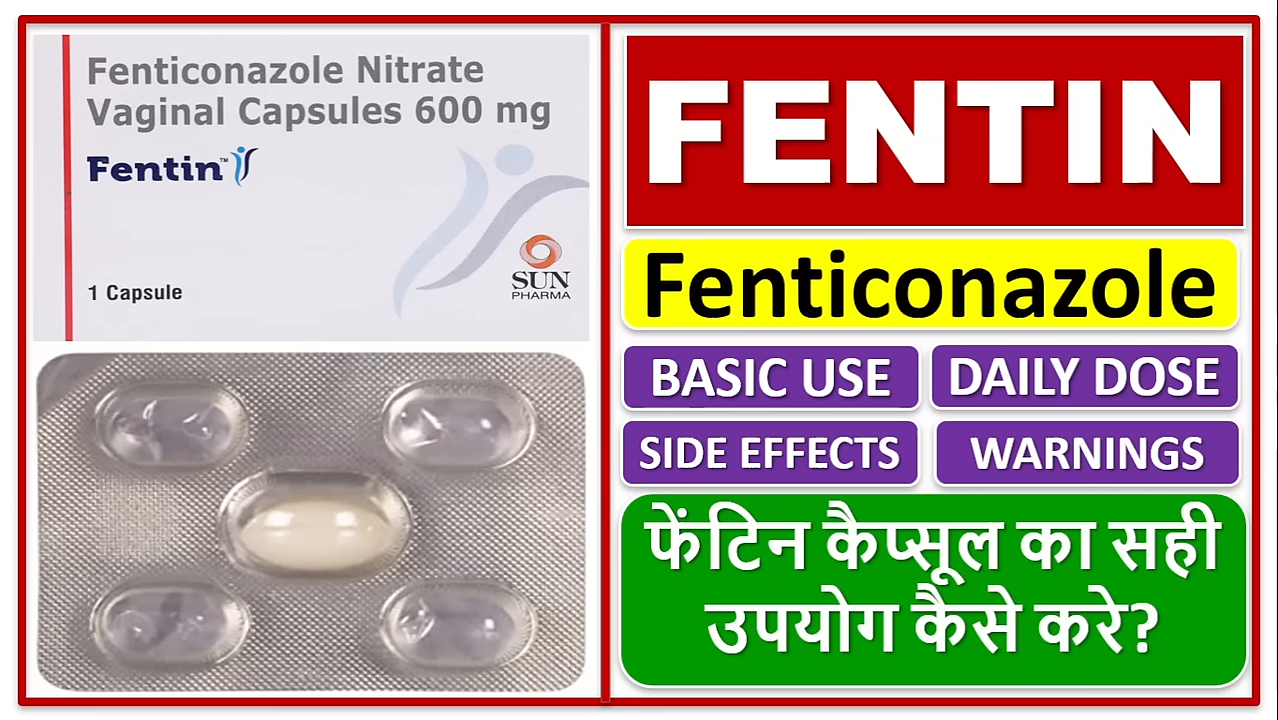 Fenticonazole Nitrate
Vaginal Capsules 600 mg
Fentin™
1 Capsule
SUN
PHARMA
FENTIN
Fenticonazole
BASIC USE
DAILY DOSE
SIDE EFFECTS
WARNINGS
फेंटिन कैप्सूल का सही
उपयोग कैसे करे?